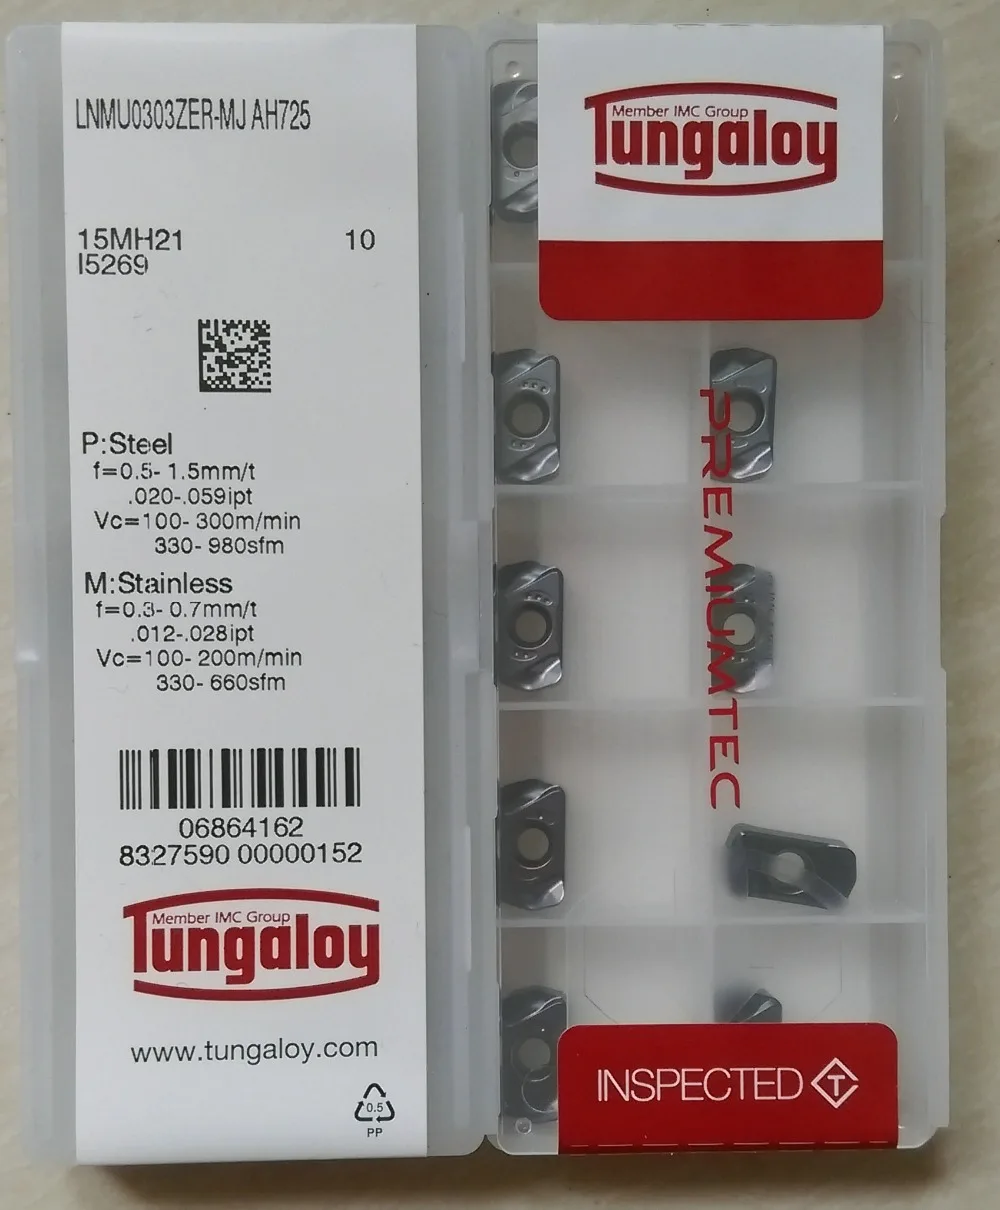 LNMU0303ZER-MJ AH725
15MH21 10
I5269
P:Steel
f=0.5- 1.5mm/t
.020-.059ipt
Vc=100- 300m/min
330- 980sfm
M:Stainless
f=0.3- 0.7mm/t
.012-.028ipt
Vc=100- 200m/min
330- 660sfm
06864162
8327590 00000152
Member IMC Group
Tungaloy
www.tungaloy.com
0.5
PP
Member IMC Group
Tungaloy
PREMIUMTEC
INSPECTED T